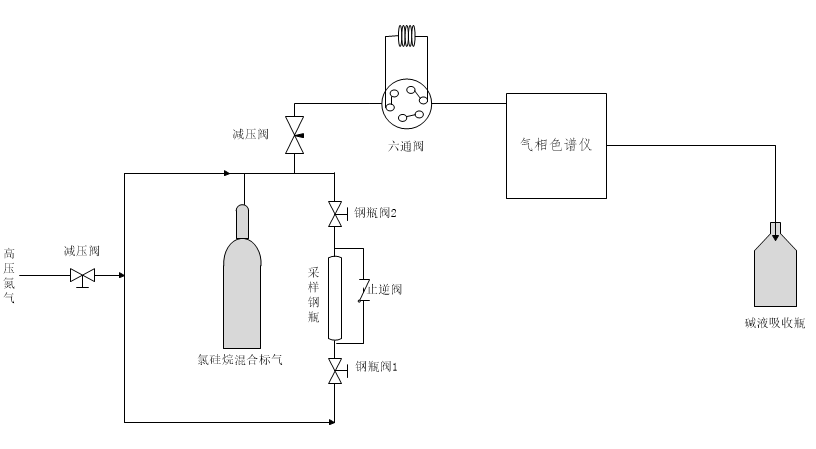 减压阀
六通阀
气相色谱仪
钢瓶阀2
高压氮气
减压阀
采样钢瓶
止逆阀
碱液吸收瓶
氯硅烷混合标气
钢瓶阀1